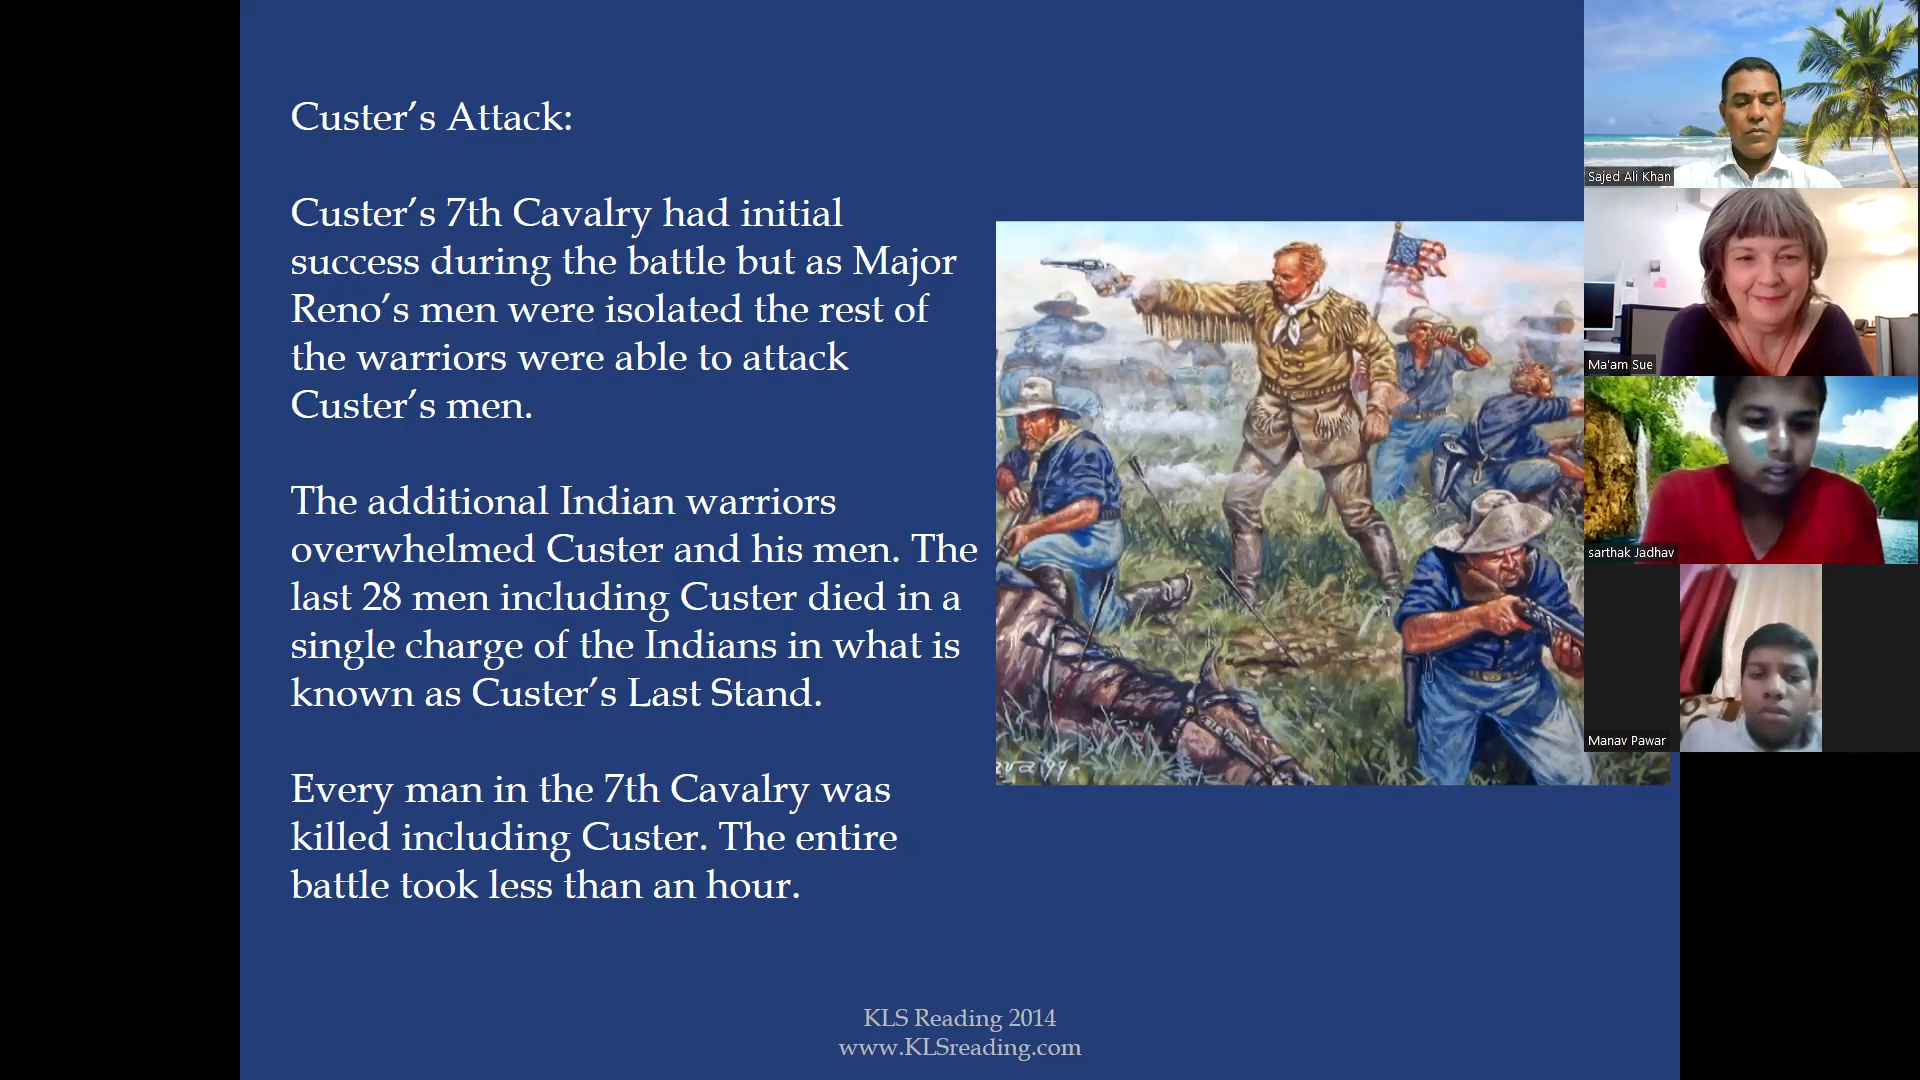 Custer's Attack:
Custer's 7th Cavalry had initial
success during the battle but as Major
Reno's men were isolated the rest of
the warriors were able to attack
Custer's men.
The additional Indian warriors
overwhelmed Custer and his men. The
last 28 men including Custer died in a
single charge of the Indians in what is
known as Custer's Last Stand.
Every man in the 7th Cavalry was
killed including Custer. The entire
battle took less than an hour.
KLS Reading 2014
www.KLSreading.com
Sajed Ali Khan
Ma'am Sue
sarthak Jadhav
Manav Pawar